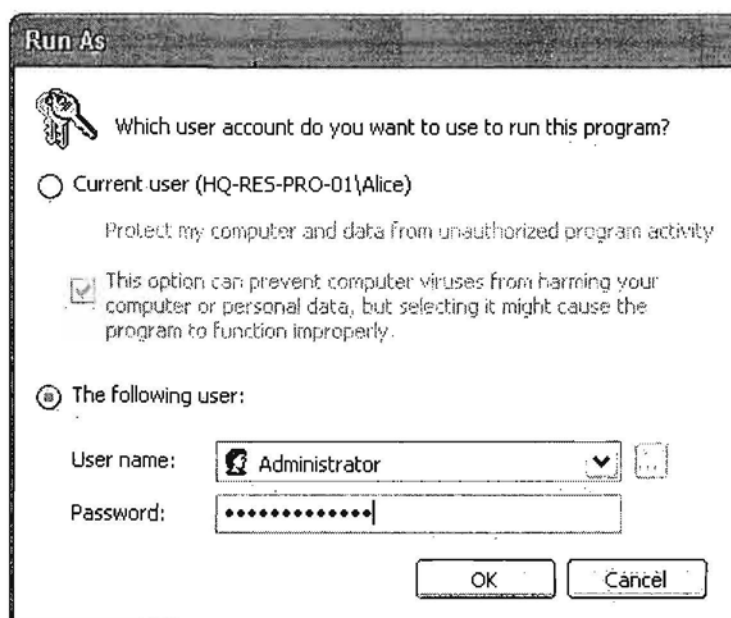 Run As
Which user account do you want to use to run this program?
Current user (HQ-RES-PRO-01\Alice)
Protect my computer and data from unauthorized program activity
This option can prevent computer viruses from harming your
computer or personal data, but selecting it might cause the
program to function improperly.
The following user:
User name: Administrator
Password: •••••••••••••
OK Cancel